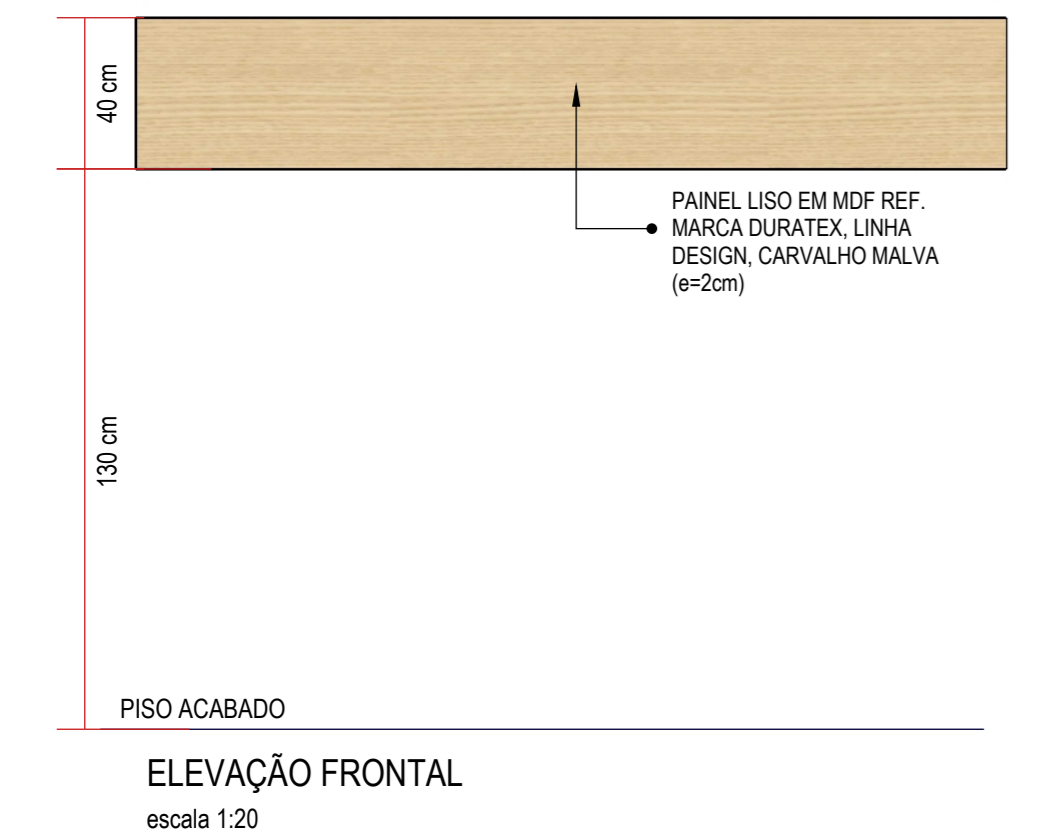 40 cm
PAINEL LISO EM MDF REF.
MARCA DURATEX, LINHA
DESIGN, CARVALHO MALVA
(e=2cm)
130 cm
PISO ACABADO
ELEVAÇÃO FRONTAL
escala 1:20